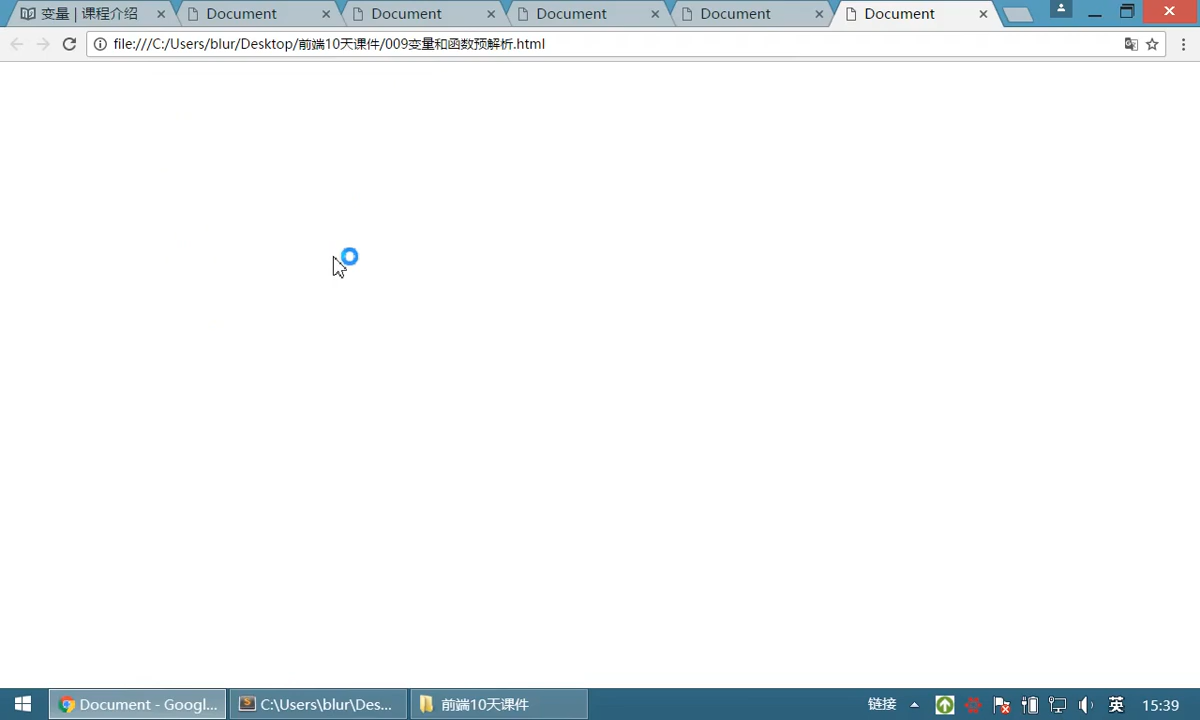 变量 | 课程介绍
Document
Document
Document
Document
Document
file:///C:/Users/blur/Desktop/前端10天课件/009变量和函数预解析.html
Document - Googl...
C:\Users\blur\Des...
前端10天课件
链接
英
15:39